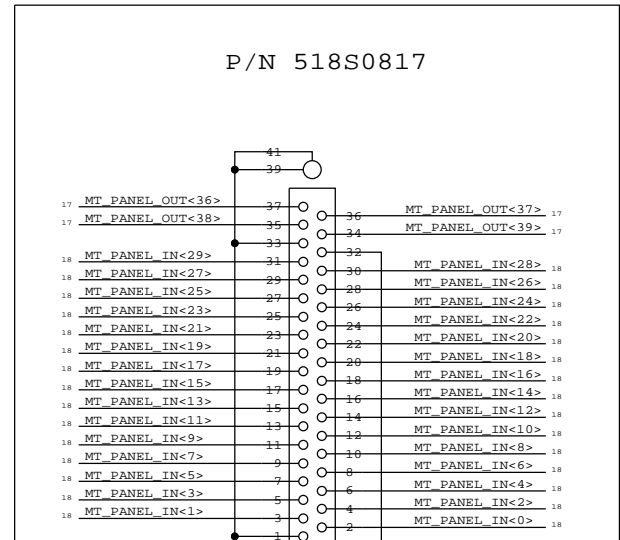 P/N 518S0817
41
39
17 MT_PANEL_OUT<36> 37
36 MT_PANEL_OUT<37> 17
17 MT_PANEL_OUT<38> 35
34 MT_PANEL_OUT<39> 17
33
32
18 MT_PANEL_IN<29> 31
30 MT_PANEL_IN<28> 18
18 MT_PANEL_IN<27> 29
28 MT_PANEL_IN<26> 18
18 MT_PANEL_IN<25> 27
26 MT_PANEL_IN<24> 18
18 MT_PANEL_IN<23> 25
24 MT_PANEL_IN<22> 18
18 MT_PANEL_IN<21> 23
22 MT_PANEL_IN<20> 18
18 MT_PANEL_IN<19> 21
20 MT_PANEL_IN<18> 18
18 MT_PANEL_IN<17> 19
18 MT_PANEL_IN<16> 18
18 MT_PANEL_IN<15> 17
16 MT_PANEL_IN<14> 18
18 MT_PANEL_IN<13> 15
14 MT_PANEL_IN<12> 18
18 MT_PANEL_IN<11> 13
12 MT_PANEL_IN<10> 18
18 MT_PANEL_IN<9> 11
10 MT_PANEL_IN<8> 18
18 MT_PANEL_IN<7> 9
8 MT_PANEL_IN<6> 18
18 MT_PANEL_IN<5> 7
6 MT_PANEL_IN<4> 18
18 MT_PANEL_IN<3> 5
4 MT_PANEL_IN<2> 18
18 MT_PANEL_IN<1> 3
2 MT_PANEL_IN<0> 18
1